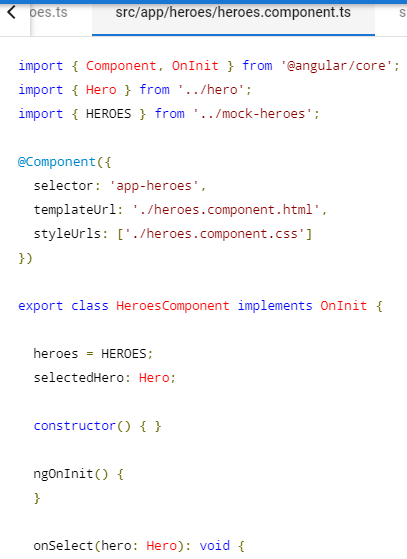 oes.ts src/app/heroes/heroes.component.ts s
import { Component, OnInit } from '@angular/core';
import { Hero } from '../hero';
import { HEROES } from '../mock-heroes';
@Component({
selector: 'app-heroes',
templateUrl: './heroes.component.html',
styleUrls: ['./heroes.component.css']
})
export class HeroesComponent implements OnInit {
heroes = HEROES;
selectedHero: Hero;
constructor() { }
ngOnInit() {
}
onSelect(hero: Hero): void {